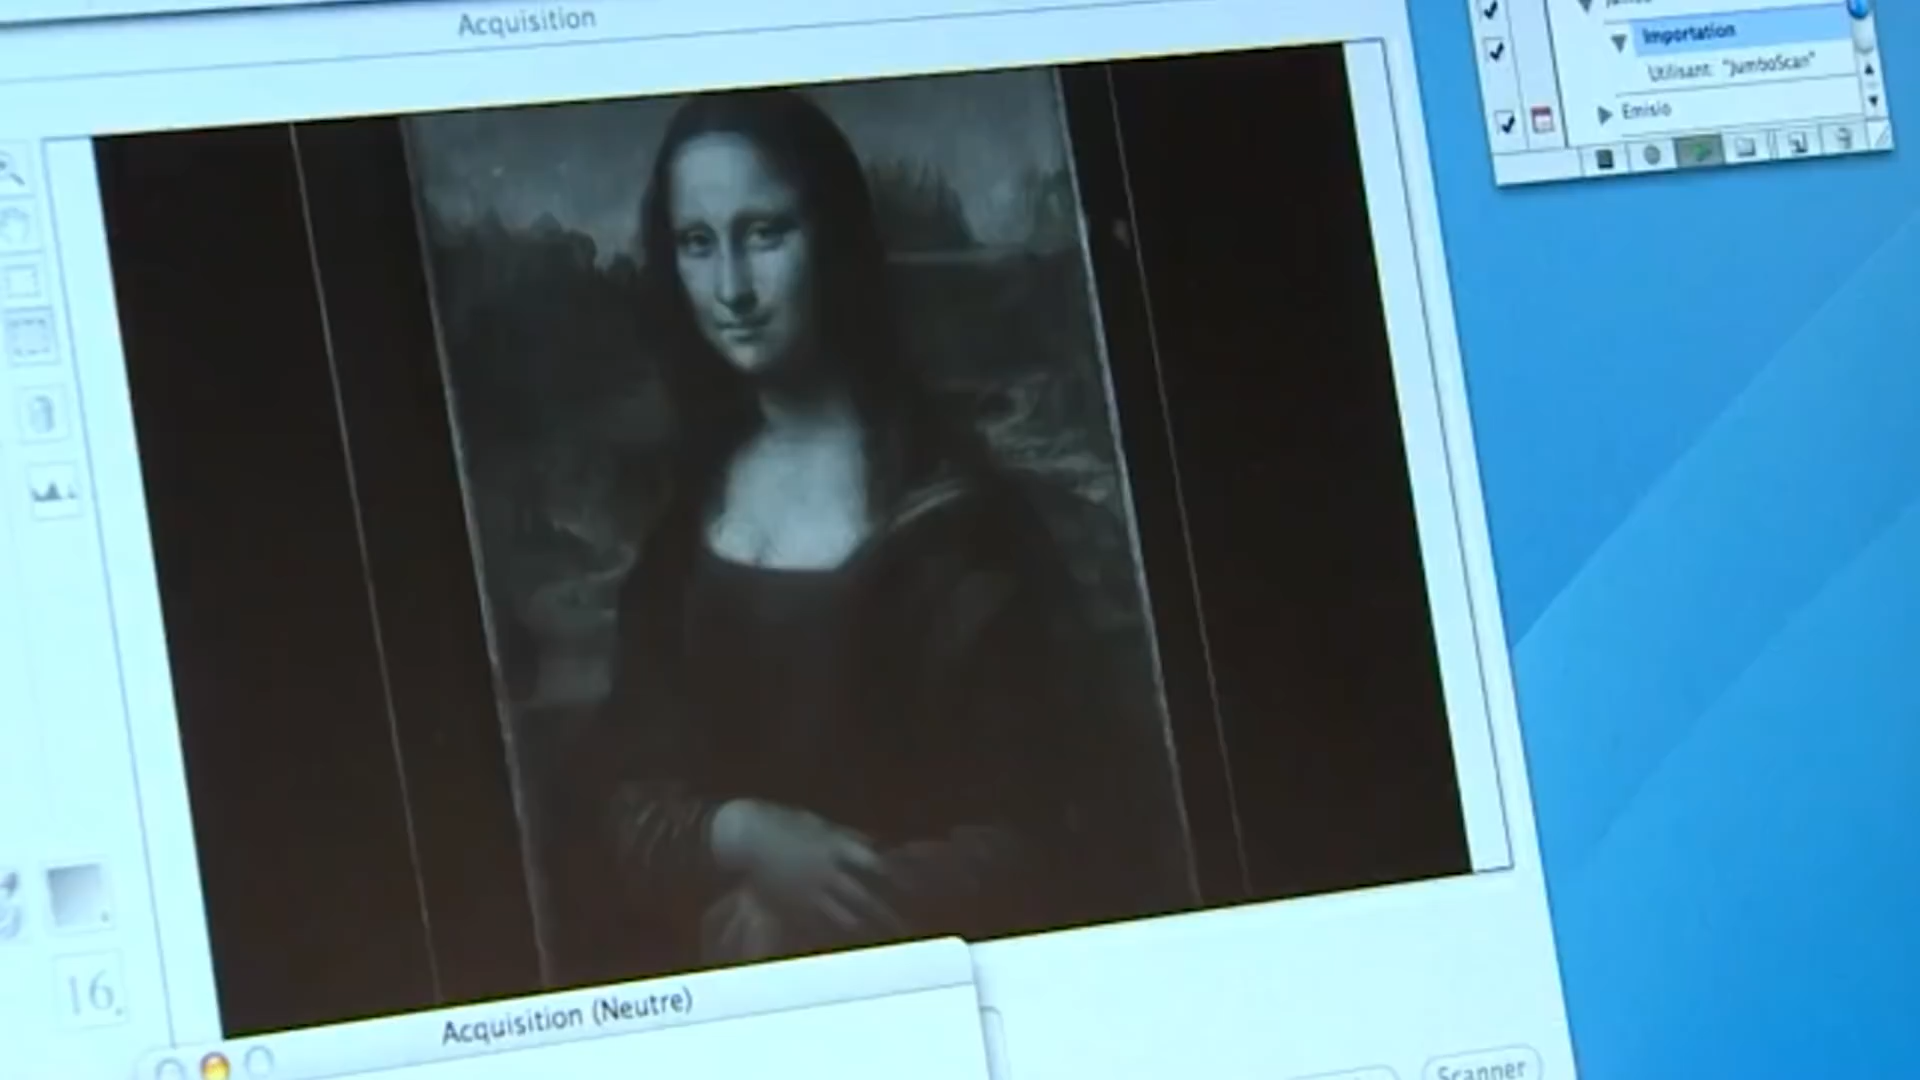 Acquisition
Importation
Utilisant: "JumboScan"
Emisio
16
Acquisition (Neutre)
Scanner